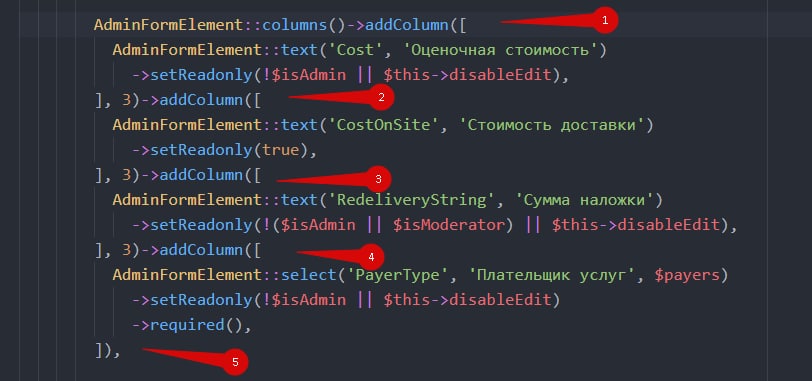 AdminFormElement::columns()->addColumn([ 1
AdminFormElement::text('Cost', 'Оценочная стоимость')
->setReadonly(!$isAdmin || $this->disableEdit),
], 3)->addColumn([ 2
AdminFormElement::text('CostOnSite', 'Стоимость доставки')
->setReadonly(true),
], 3)->addColumn([ 3
AdminFormElement::text('RedeliveryString', 'Сумма наложки')
->setReadonly(!($isAdmin || $isModerator) || $this->disableEdit),
], 3)->addColumn([ 4
AdminFormElement::select('PayerType', 'Плательщик услуг', $payers)
->setReadonly(!$isAdmin || $this->disableEdit)
->required(),
]), 5